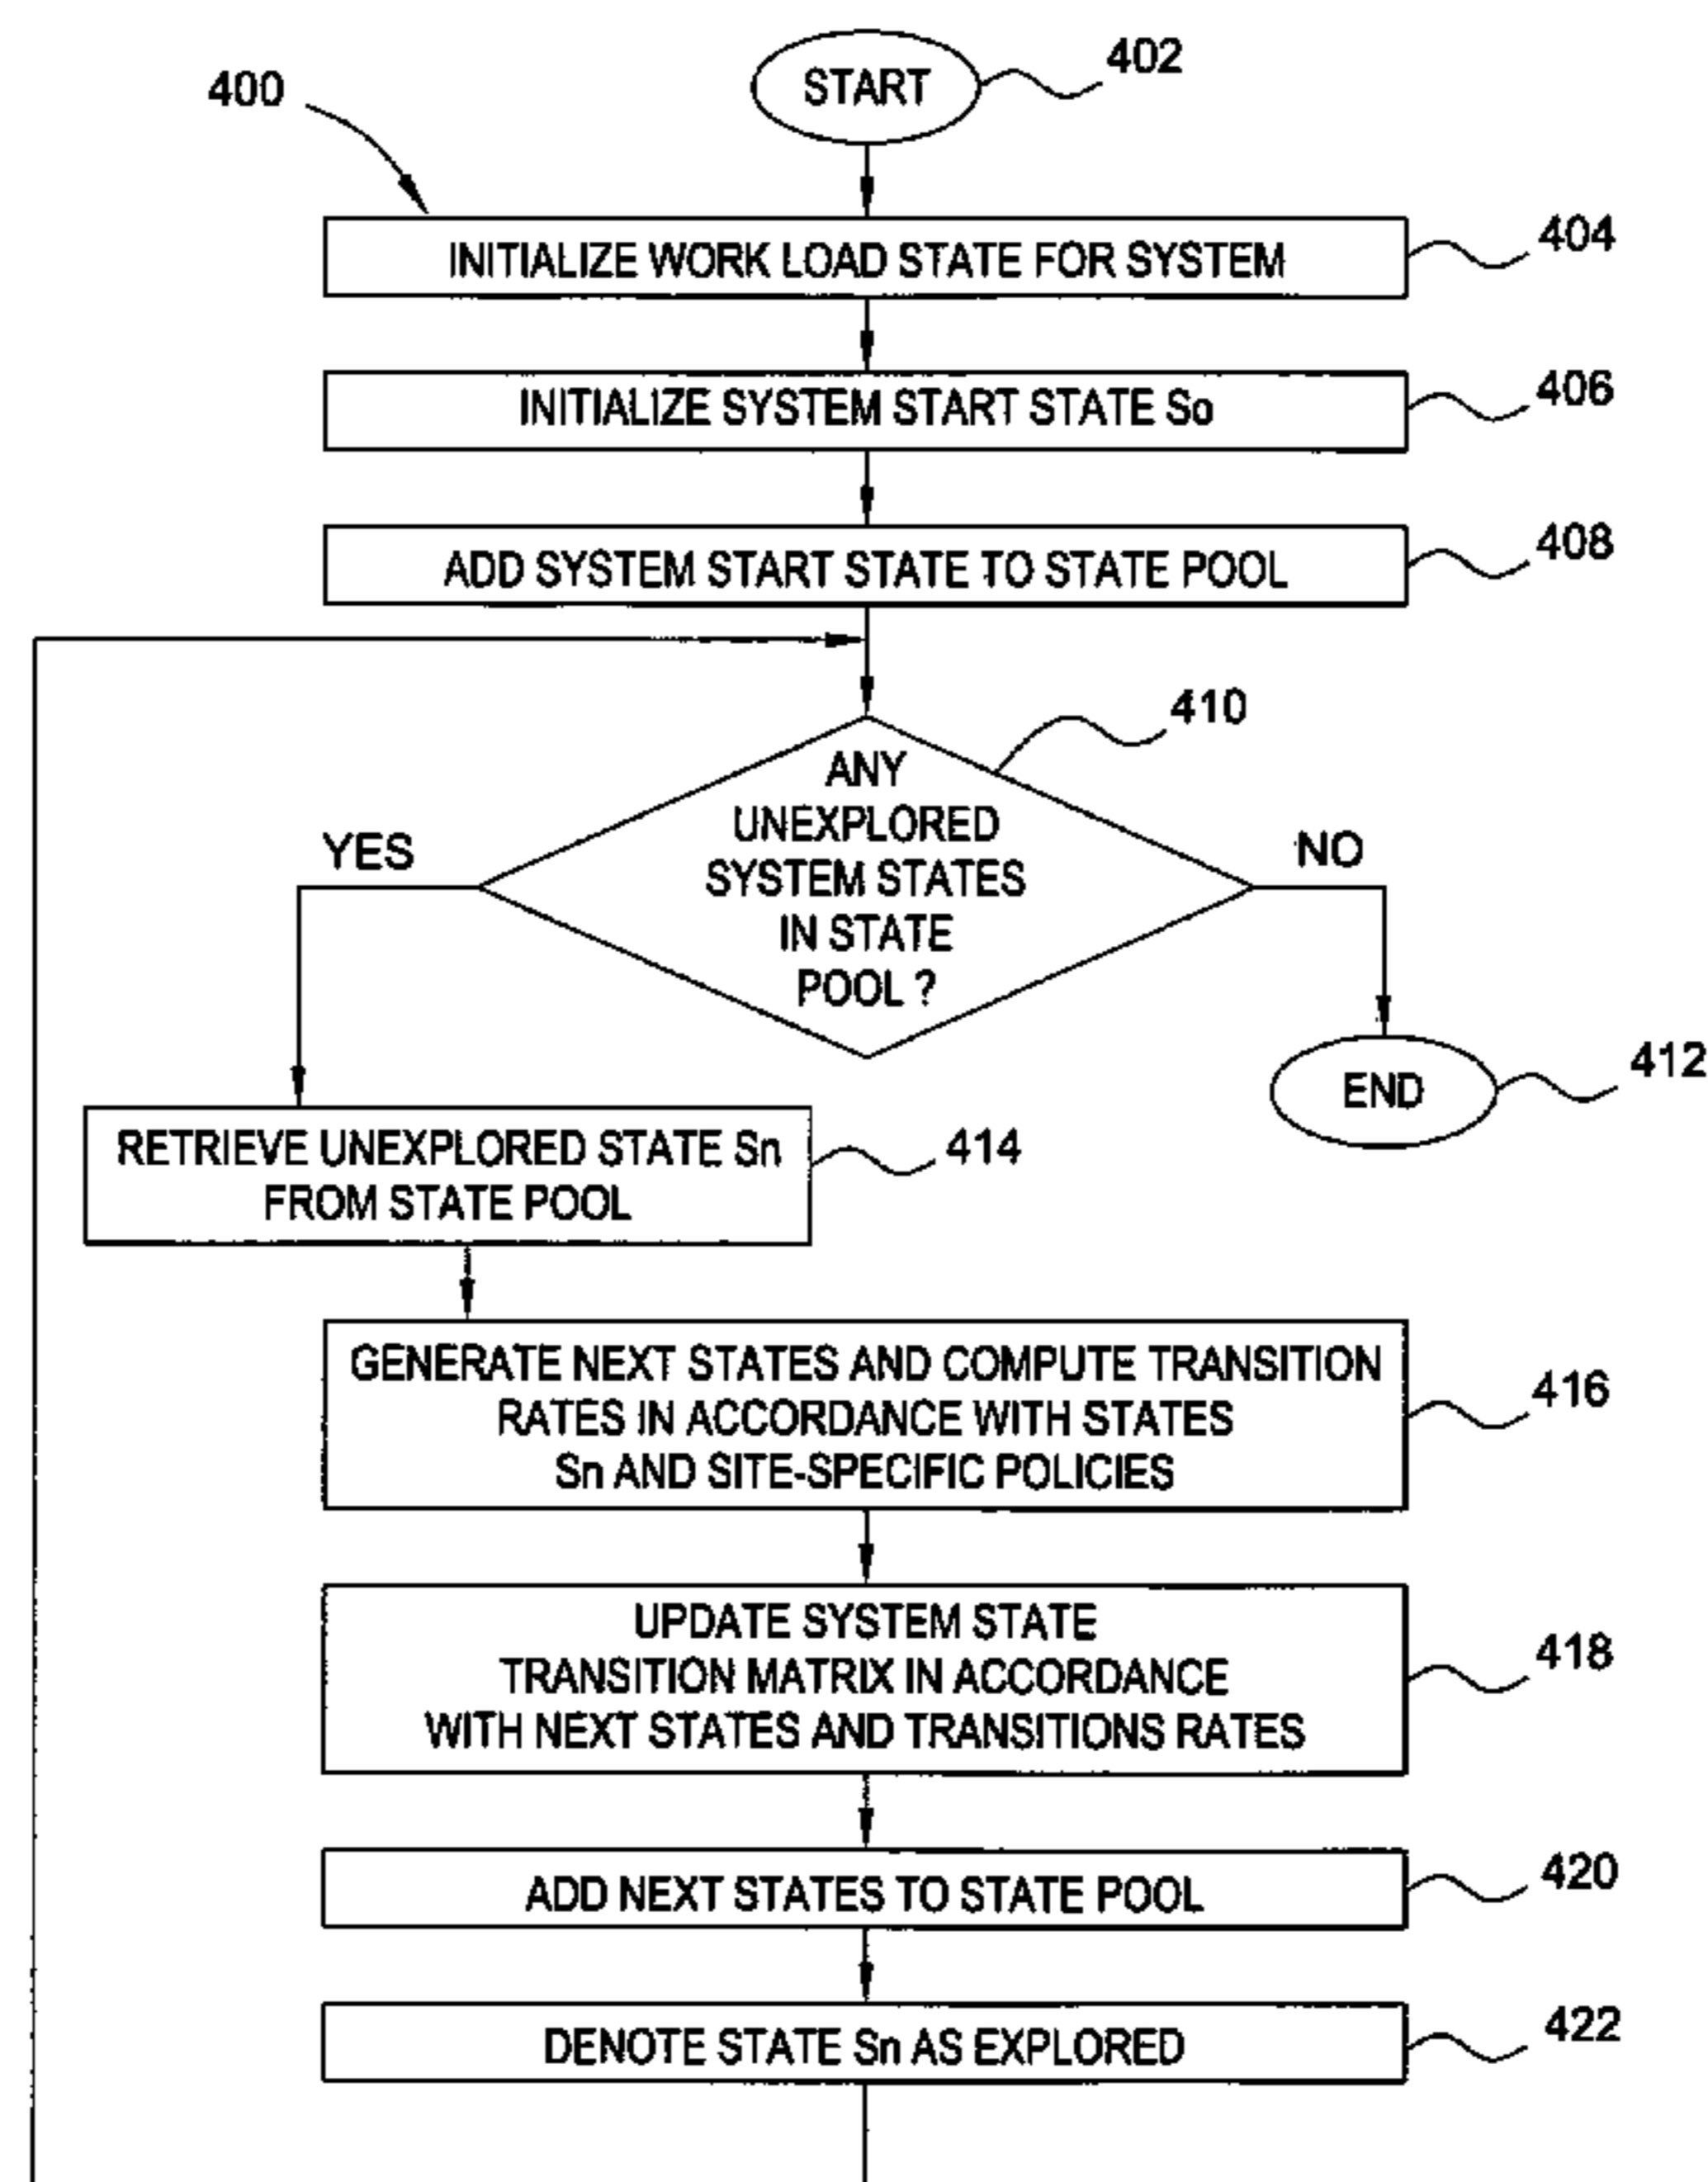 400
START
402
INITIALIZE WORK LOAD STATE FOR SYSTEM
404
INITIALIZE SYSTEM START STATE So
406
ADD SYSTEM START STATE TO STATE POOL
408
410
ANY
UNEXPLORED
SYSTEM STATES
IN STATE
POOL ?
YES
NO
END
412
RETRIEVE UNEXPLORED STATE Sn
FROM STATE POOL
414
GENERATE NEXT STATES AND COMPUTE TRANSITION
RATES IN ACCORDANCE WITH STATES
Sn AND SITE-SPECIFIC POLICIES
416
UPDATE SYSTEM STATE
TRANSITION MATRIX IN ACCORDANCE
WITH NEXT STATES AND TRANSITIONS RATES
418
ADD NEXT STATES TO STATE POOL
420
DENOTE STATE Sn AS EXPLORED
422